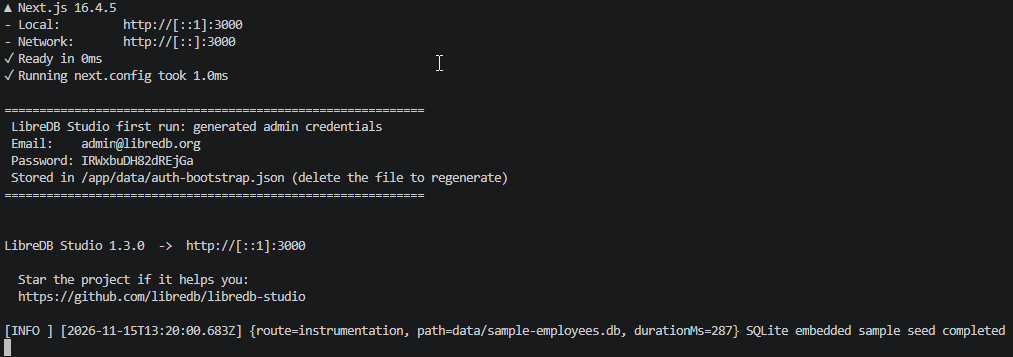 ▲ Next.js 16.4.5
- Local: http://[::1]:3000
- Network: http://[::]:3000
✓ Ready in 0ms
✓ Running next.config took 1.0ms
============================================================
LibreDB Studio first run: generated admin credentials
Email: admin@libredb.org
Password: IRWxbuDH82dREjGa
Stored in /app/data/auth-bootstrap.json (delete the file to regenerate)
============================================================
LibreDB Studio 1.3.0 -> http://[::1]:3000
Star the project if it helps you:
https://github.com/libredb/libredb-studio
[INFO ] [2026-11-15T13:20:00.683Z] {route=instrumentation, path=data/sample-employees.db, durationMs=287} SQLite embedded sample seed completed